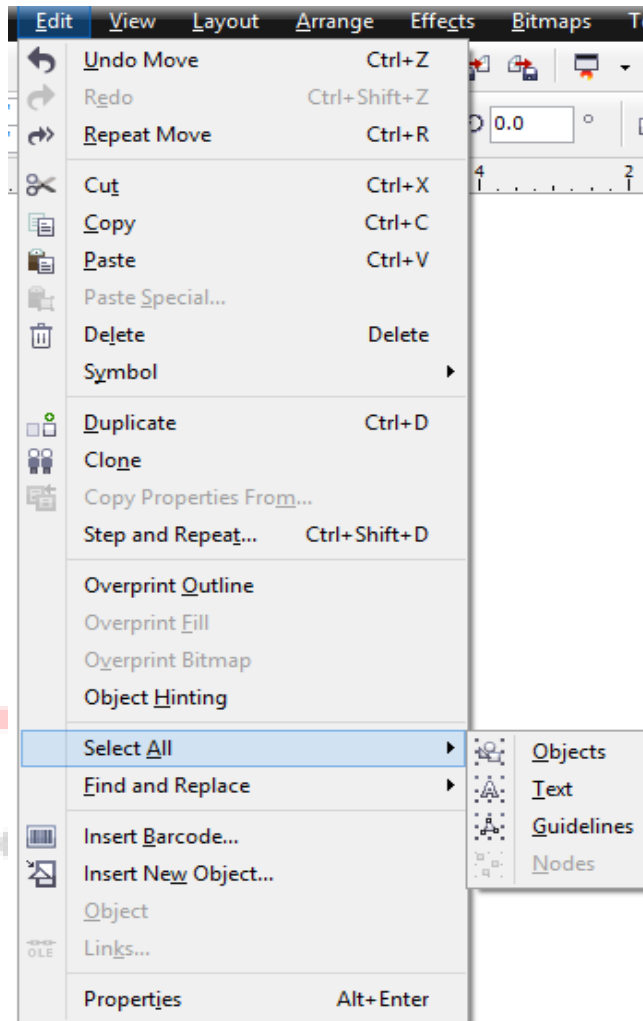 Edit View Layout Arrange Effects Bitmaps
Undo Move Ctrl+Z
Redo Ctrl+Shift+Z
0.0 °
Repeat Move Ctrl+R
4 2
Cut Ctrl+X
Copy Ctrl+C
Paste Ctrl+V
Paste Special...
Delete Delete
Symbol
Duplicate Ctrl+D
Clone
Copy Properties From...
Step and Repeat... Ctrl+Shift+D
Overprint Outline
Overprint Fill
Overprint Bitmap
Object Hinting
Select All Objects
Text
Find and Replace
Guidelines
Insert Barcode...
Nodes
Insert New Object...
Object
OLE Links...
Properties Alt+Enter